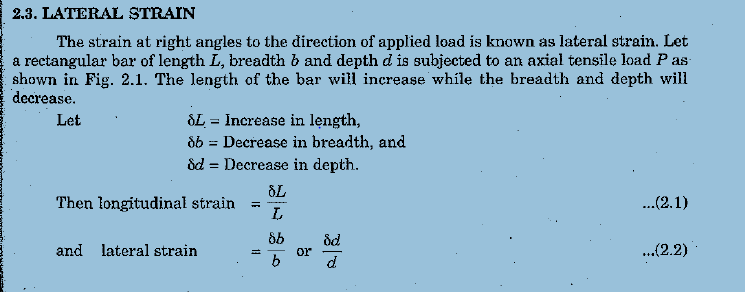 2.3. LATERAL STRAIN
The strain at right angles to the direction of applied load is known as lateral strain. Let
a rectangular bar of length L, breadth b and depth d is subjected to an axial tensile load P as
shown in Fig. 2.1. The length of the bar will increase while the breadth and depth will
decrease.
Let δL = Increase in length,
δb = Decrease in breadth, and
δd = Decrease in depth.
Then longitudinal strain = δL/L ...(2.1)
and lateral strain = δb/b or δd/d ...(2.2)